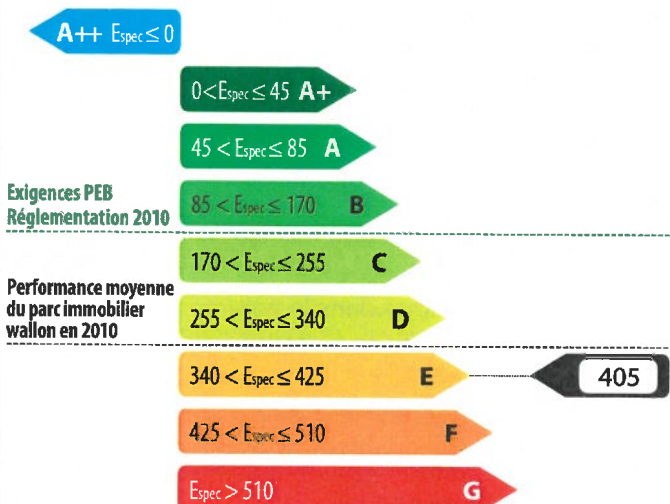 A++ Espec ≤ 0
0 < Espec ≤ 45 A+
45 < Espec ≤ 85 A
Exigences PEB
Réglementation 2010
85 < Espec ≤ 170 B
170 < Espec ≤ 255 C
Performance moyenne
du parc immobilier
wallon en 2010
255 < Espec ≤ 340 D
340 < Espec ≤ 425 E
405
425 < Espec ≤ 510 F
Espec > 510 G